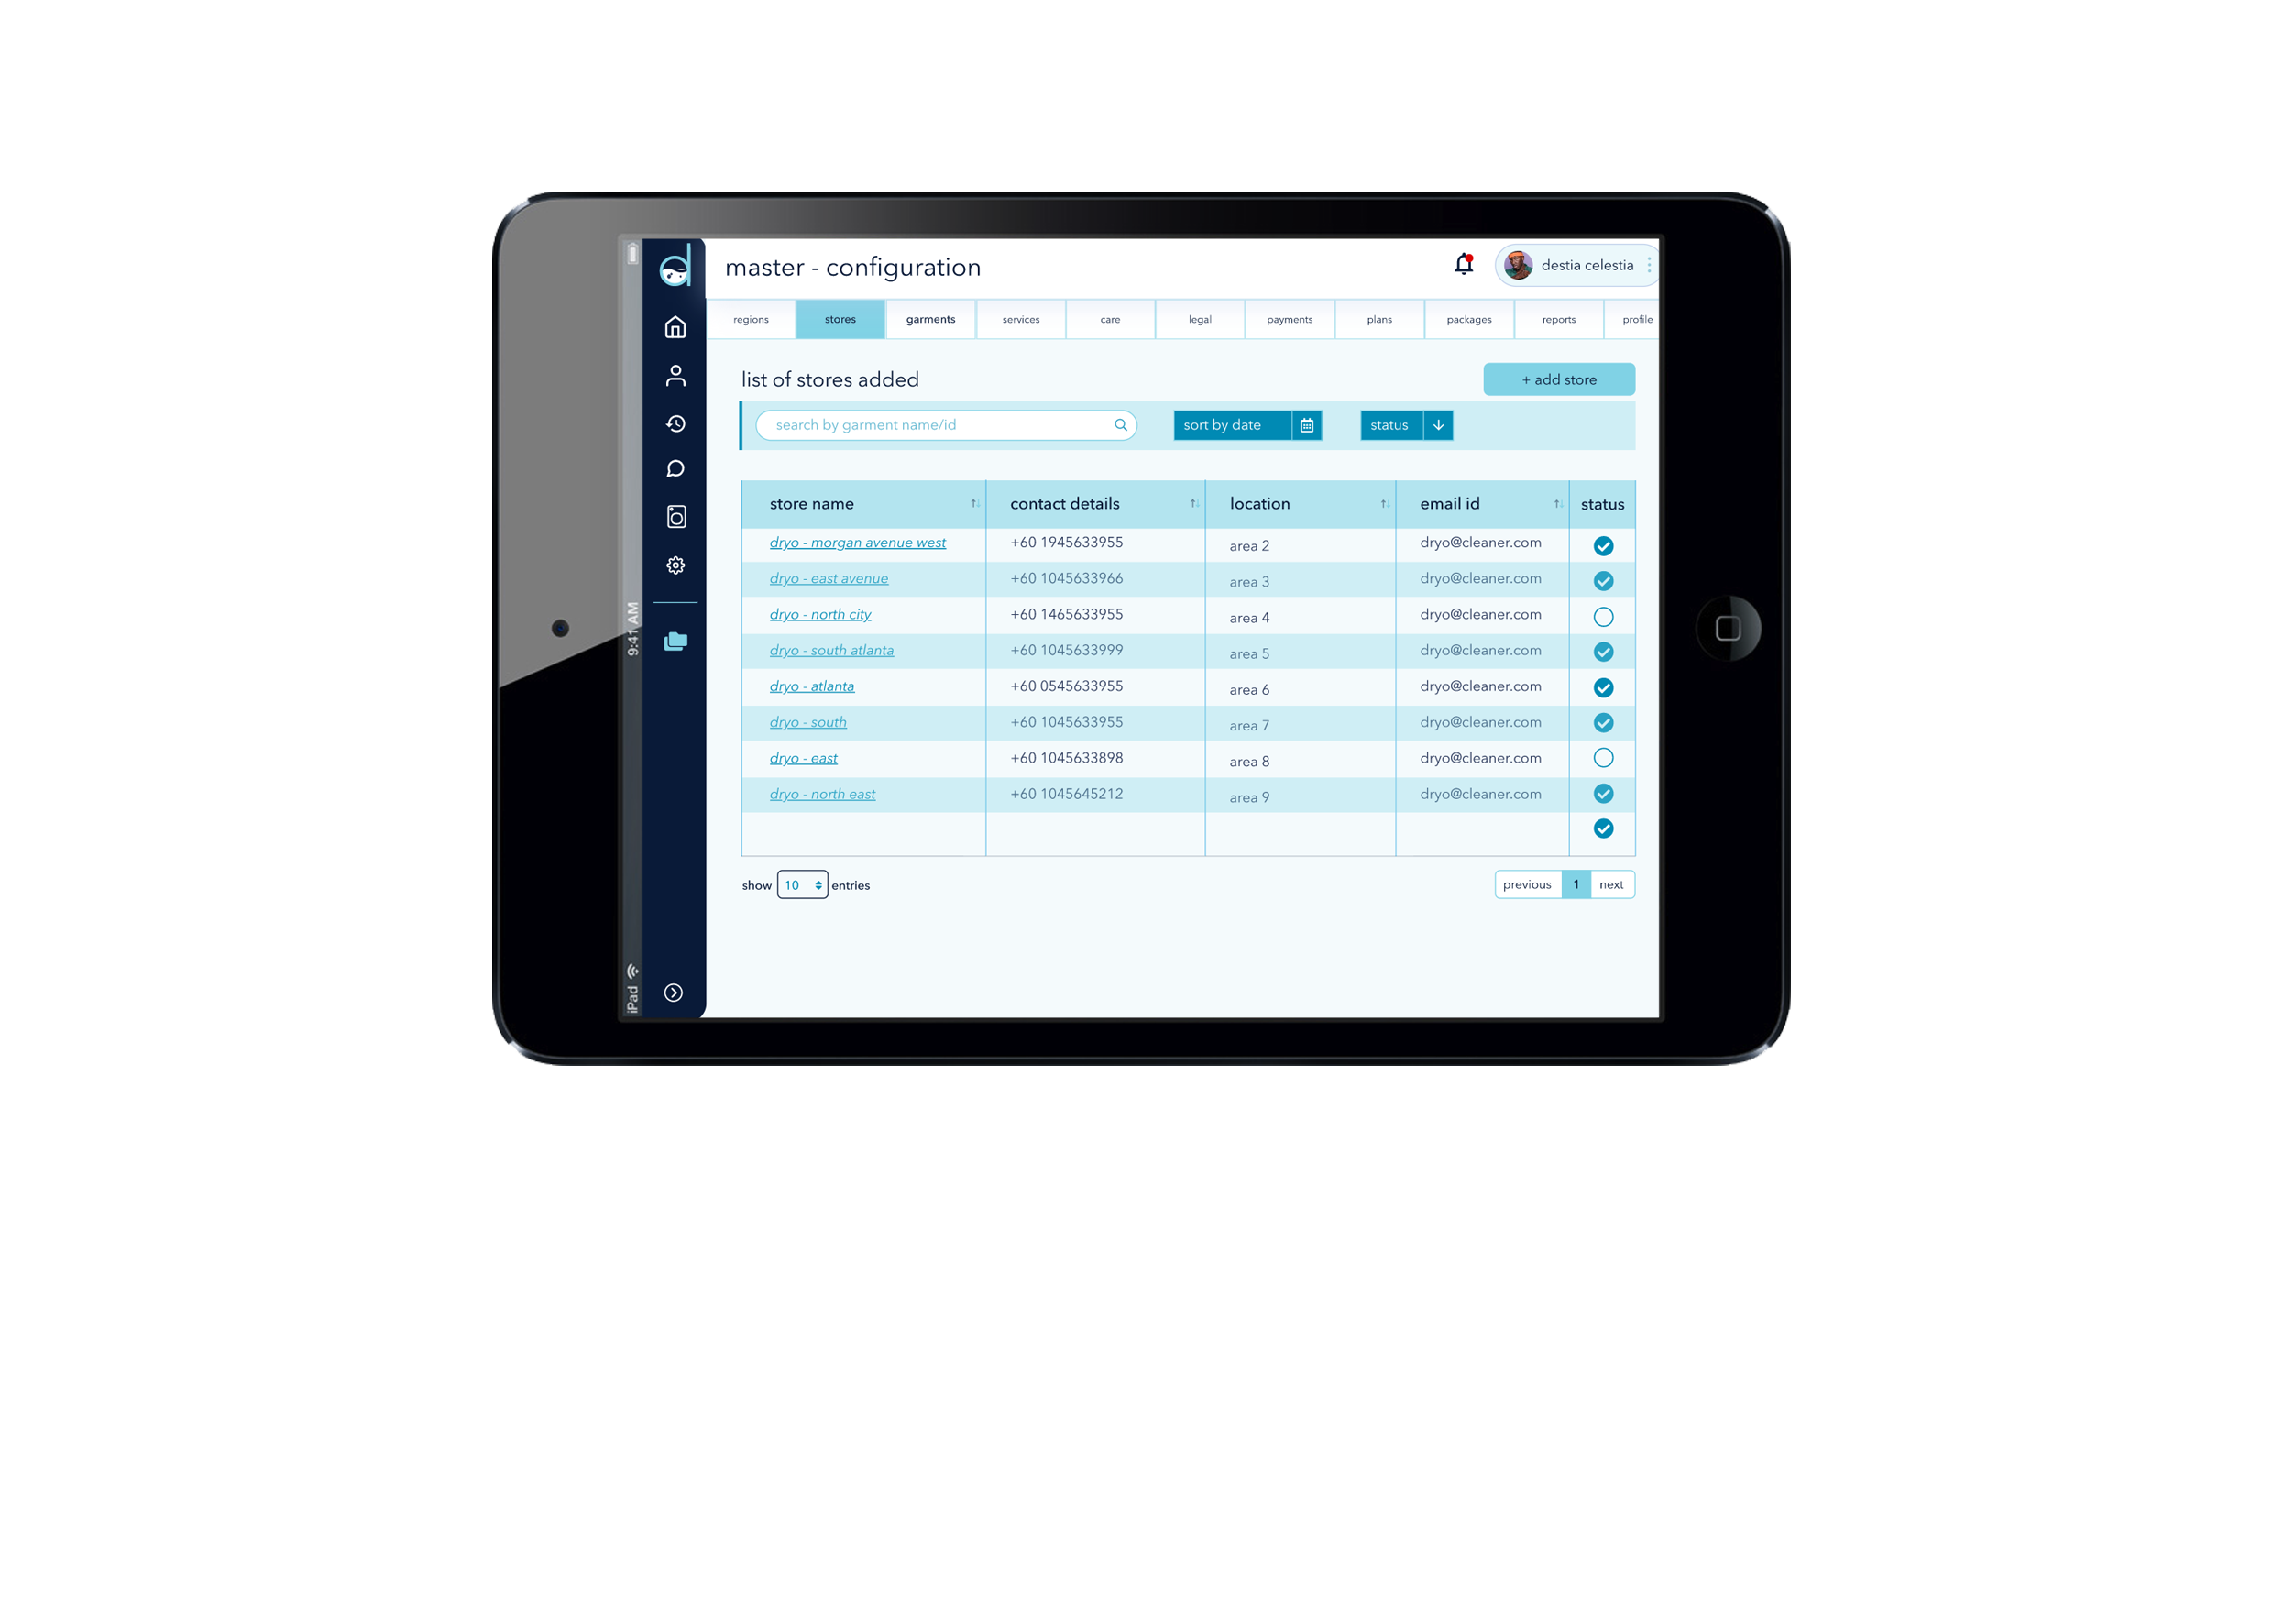 master - configuration
destia celestia
regions stores garments services care legal payments plans packages reports profile
list of stores added
+ add store
search by garment name/id sort by date status
store name contact details location email id status
dryo - morgan avenue west +60 1945633955 area 2 dryo@cleaner.com
dryo - east avenue +60 1045633966 area 3 dryo@cleaner.com
dryo - north city +60 1465633955 area 4 dryo@cleaner.com
dryo - south atlanta +60 1045633999 area 5 dryo@cleaner.com
dryo - atlanta +60 0545633955 area 6 dryo@cleaner.com
dryo - south +60 1045633955 area 7 dryo@cleaner.com
dryo - east +60 1045633898 area 8 dryo@cleaner.com
dryo - north east +60 1045645212 area 9 dryo@cleaner.com
show 10 entries
previous 1 next
iPad
9:41 AM